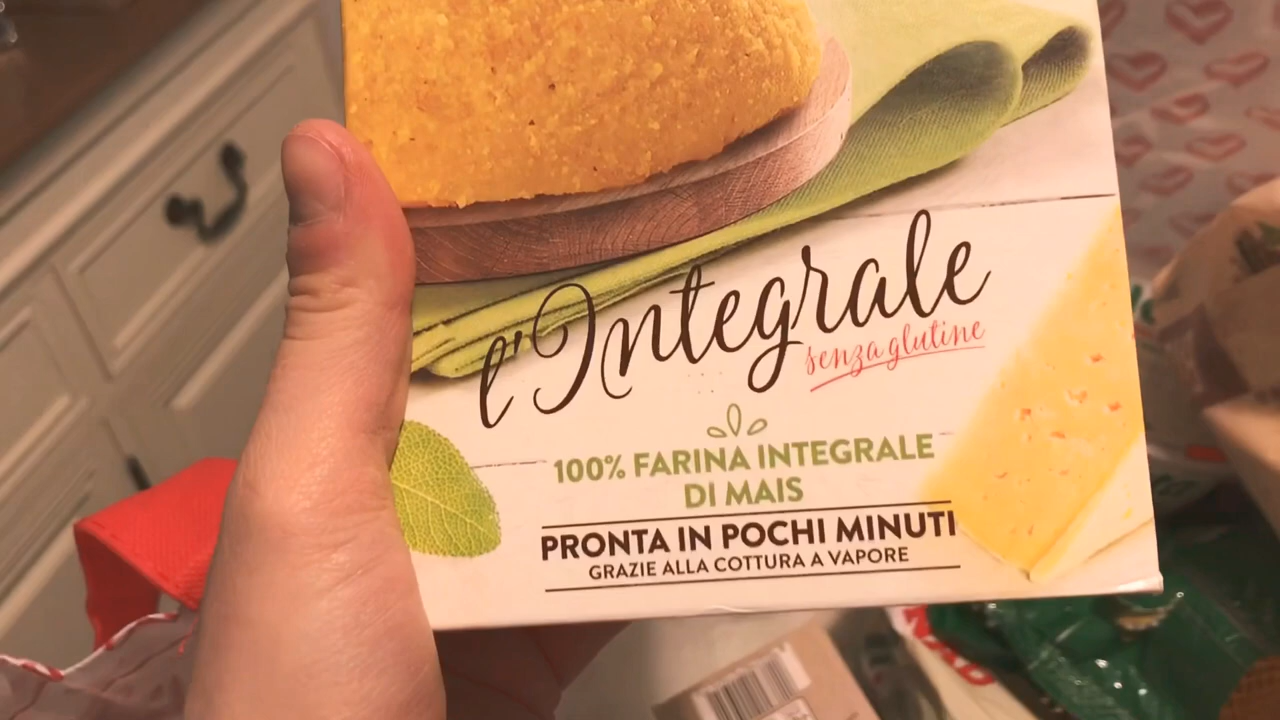 l'Integrale
senza glutine
100% FARINA INTEGRALE
DI MAIS
PRONTA IN POCHI MINUTI
GRAZIE ALLA COTTURA A VAPORE